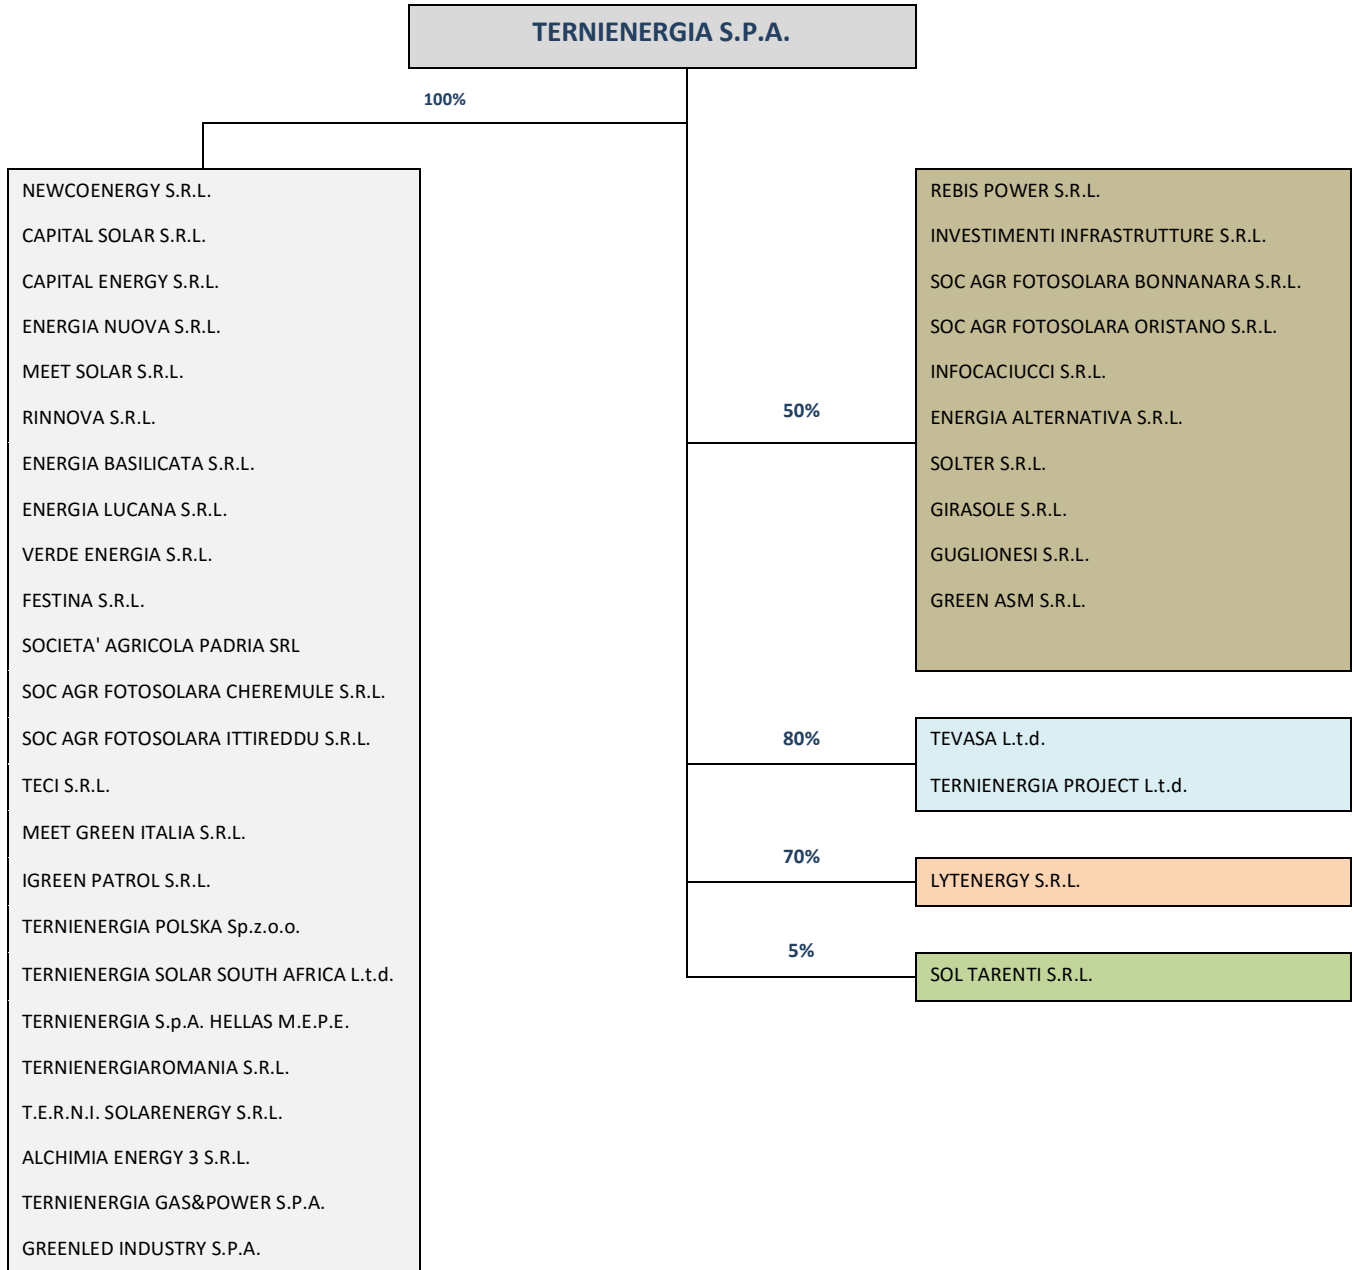 TERNIENERGIA S.P.A.
100%
NEWCOENERGY S.R.L.
CAPITAL SOLAR S.R.L.
CAPITAL ENERGY S.R.L.
ENERGIA NUOVA S.R.L.
MEET SOLAR S.R.L.
RINNOVA S.R.L.
ENERGIA BASILICATA S.R.L.
ENERGIA LUCANA S.R.L.
VERDE ENERGIA S.R.L.
FESTINA S.R.L.
SOCIETA' AGRICOLA PADRIA SRL
SOC AGR FOTOSOLARA CHEREMULE S.R.L.
SOC AGR FOTOSOLARA ITTIREDDU S.R.L.
TECI S.R.L.
MEET GREEN ITALIA S.R.L.
IGREEN PATROL S.R.L.
TERNIENERGIA POLSKA Sp.z.o.o.
TERNIENERGIA SOLAR SOUTH AFRICA L.t.d.
TERNIENERGIA S.p.A. HELLAS M.E.P.E.
TERNIENERGIAROMANIA S.R.L.
T.E.R.N.I. SOLARENERGY S.R.L.
ALCHIMIA ENERGY 3 S.R.L.
TERNIENERGIA GAS&POWER S.P.A.
GREENLED INDUSTRY S.P.A.
50%
REBIS POWER S.R.L.
INVESTIMENTI INFRASTRUTTURE S.R.L.
SOC AGR FOTOSOLARA BONNANARA S.R.L.
SOC AGR FOTOSOLARA ORISTANO S.R.L.
INFOCACIUCCI S.R.L.
ENERGIA ALTERNATIVA S.R.L.
SOLTER S.R.L.
GIRASOLE S.R.L.
GUGLIONESI S.R.L.
GREEN ASM S.R.L.
80%
TEVASA L.t.d.
TERNIENERGIA PROJECT L.t.d.
70%
LYTENERGY S.R.L.
5%
SOL TARENTI S.R.L.